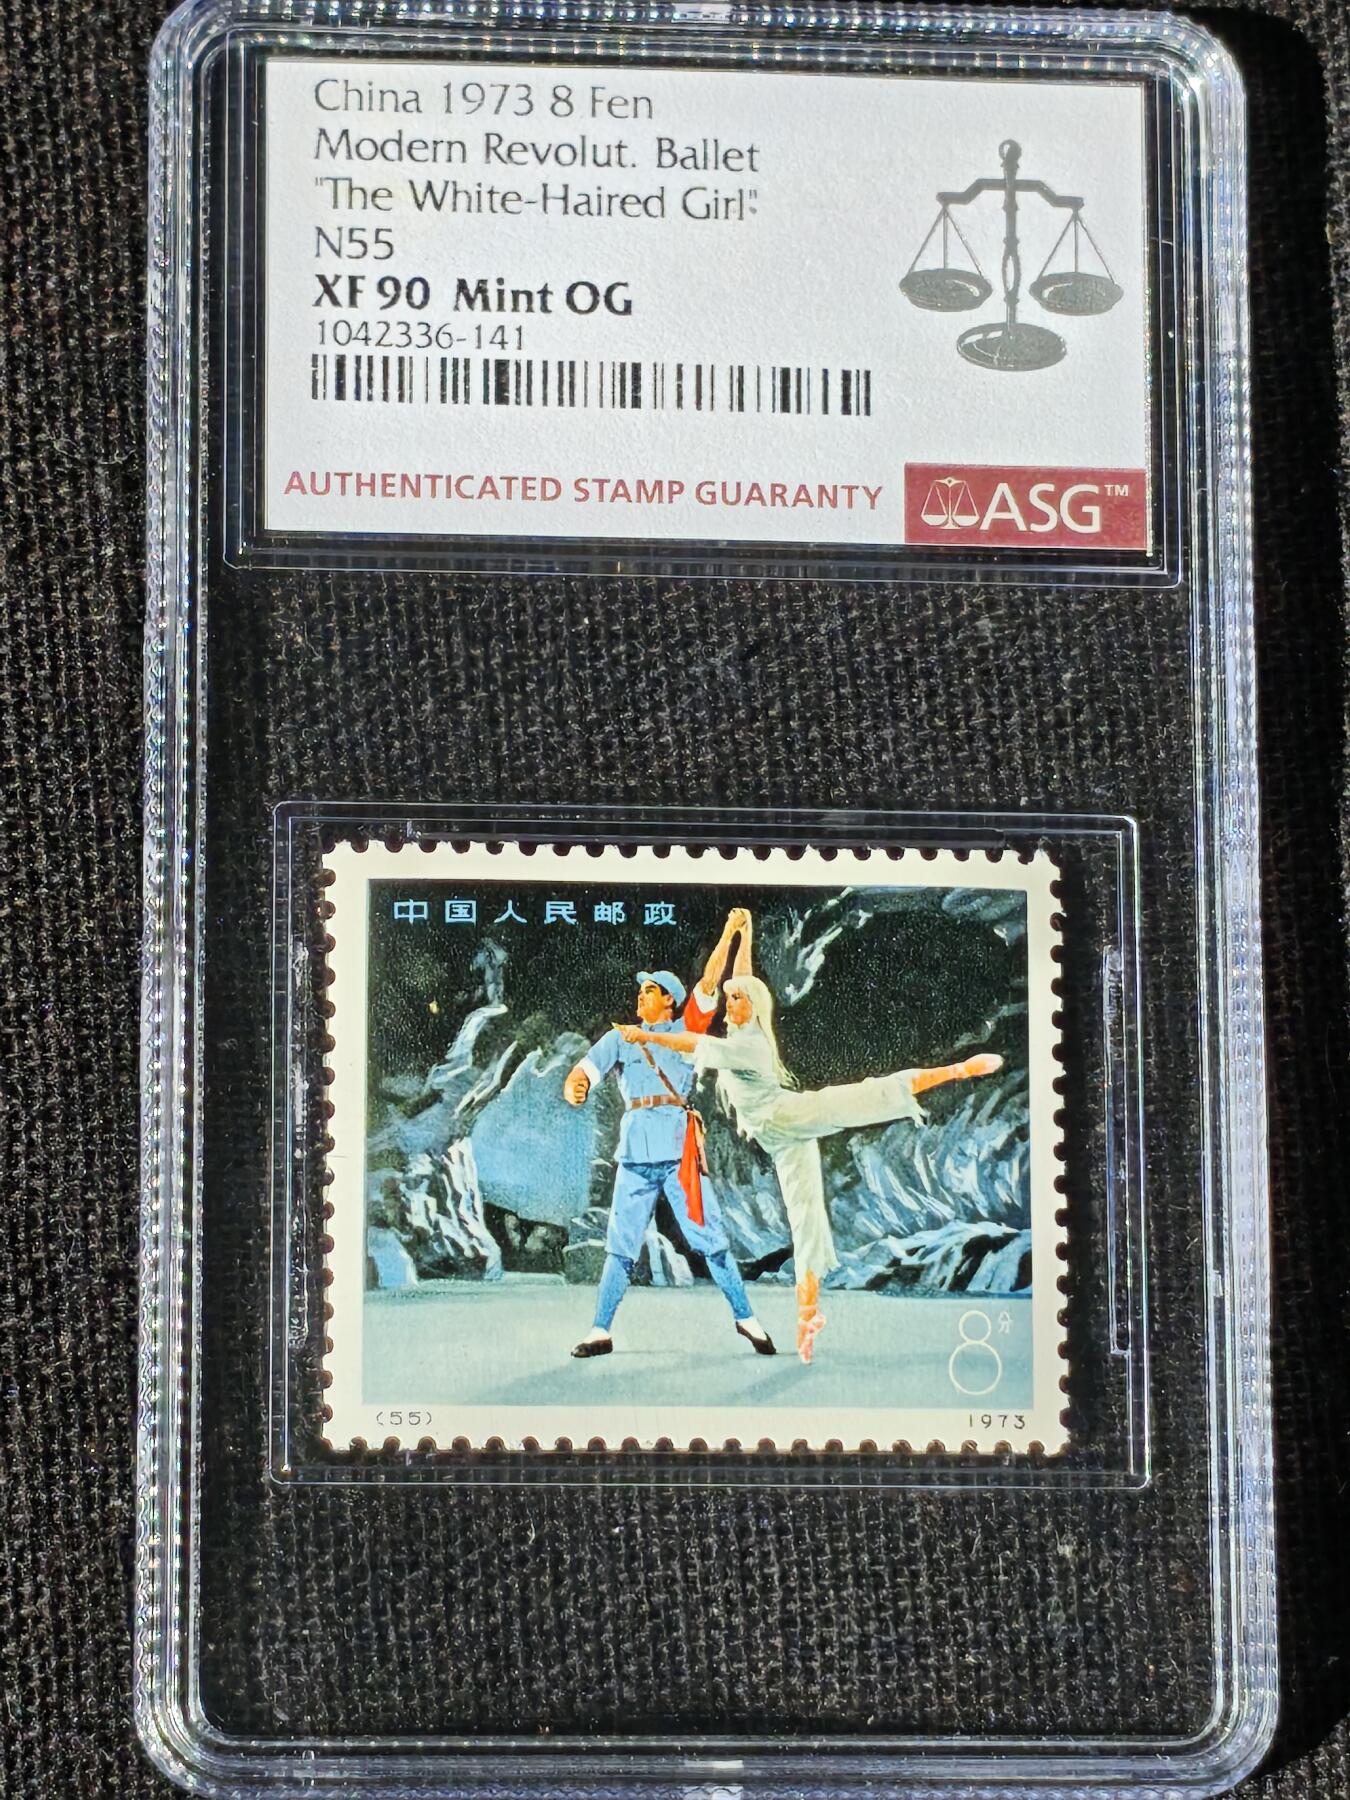 China 1973 8 Fen
Modern Revolut. Ballet
"The White-Haired Girl":
N55
XF 90 Mint OG
1042336-141
AUTHENTICATED STAMP GUARANTY
ASG™
中国人民邮政
8分
(55)
1973